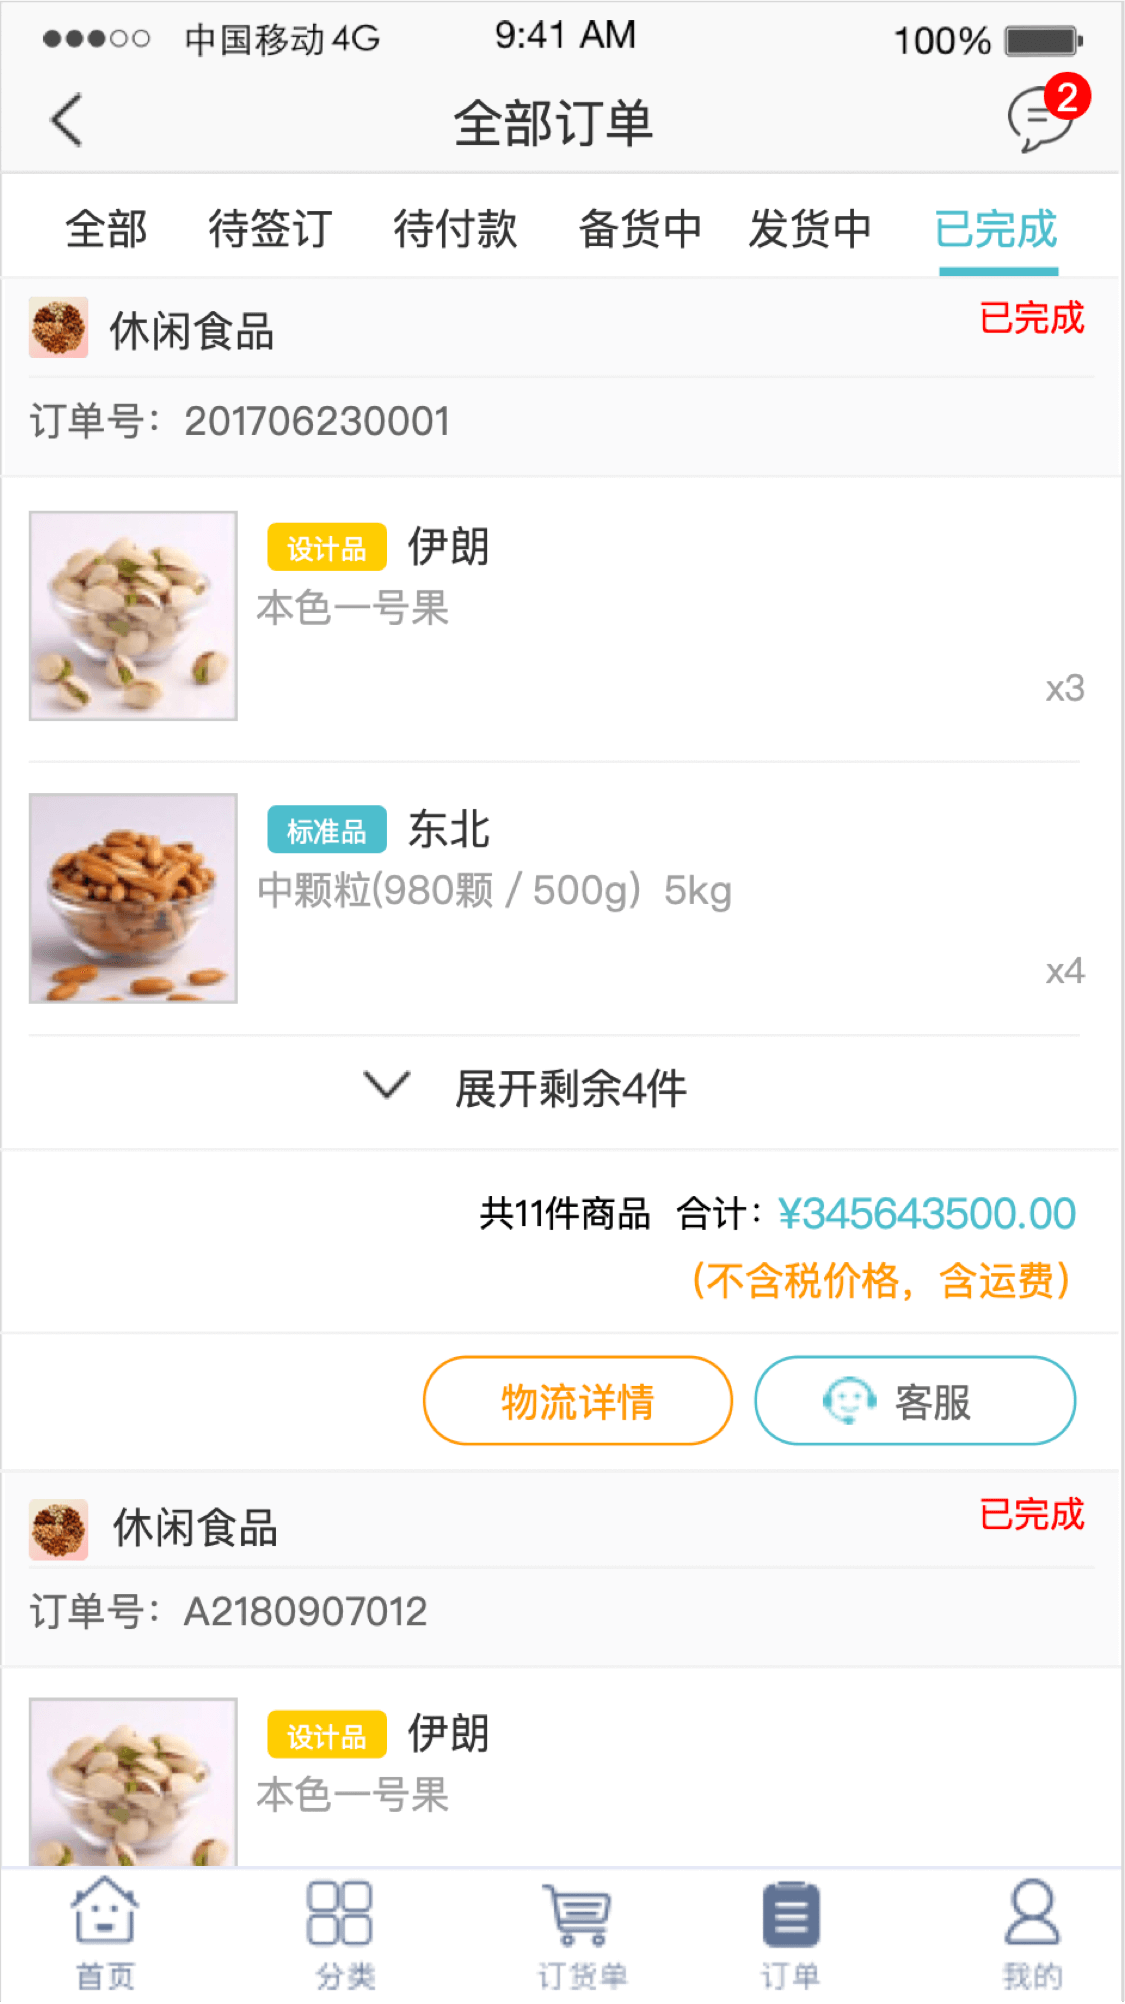 中国移动 4G 9:41 AM 100%
全部订单 2
全部 待签订 待付款 备货中 发货中 已完成
休闲食品 已完成
订单号：201706230001
设计品 伊朗
本色一号果
x3
标准品 东北
中颗粒(980颗 / 500g）5kg
x4
展开剩余4件
共11件商品 合计：¥345643500.00
（不含税价格，含运费）
物流详情 客服
休闲食品 已完成
订单号：A2180907012
设计品 伊朗
本色一号果
首页 分类 订货单 订单 我的